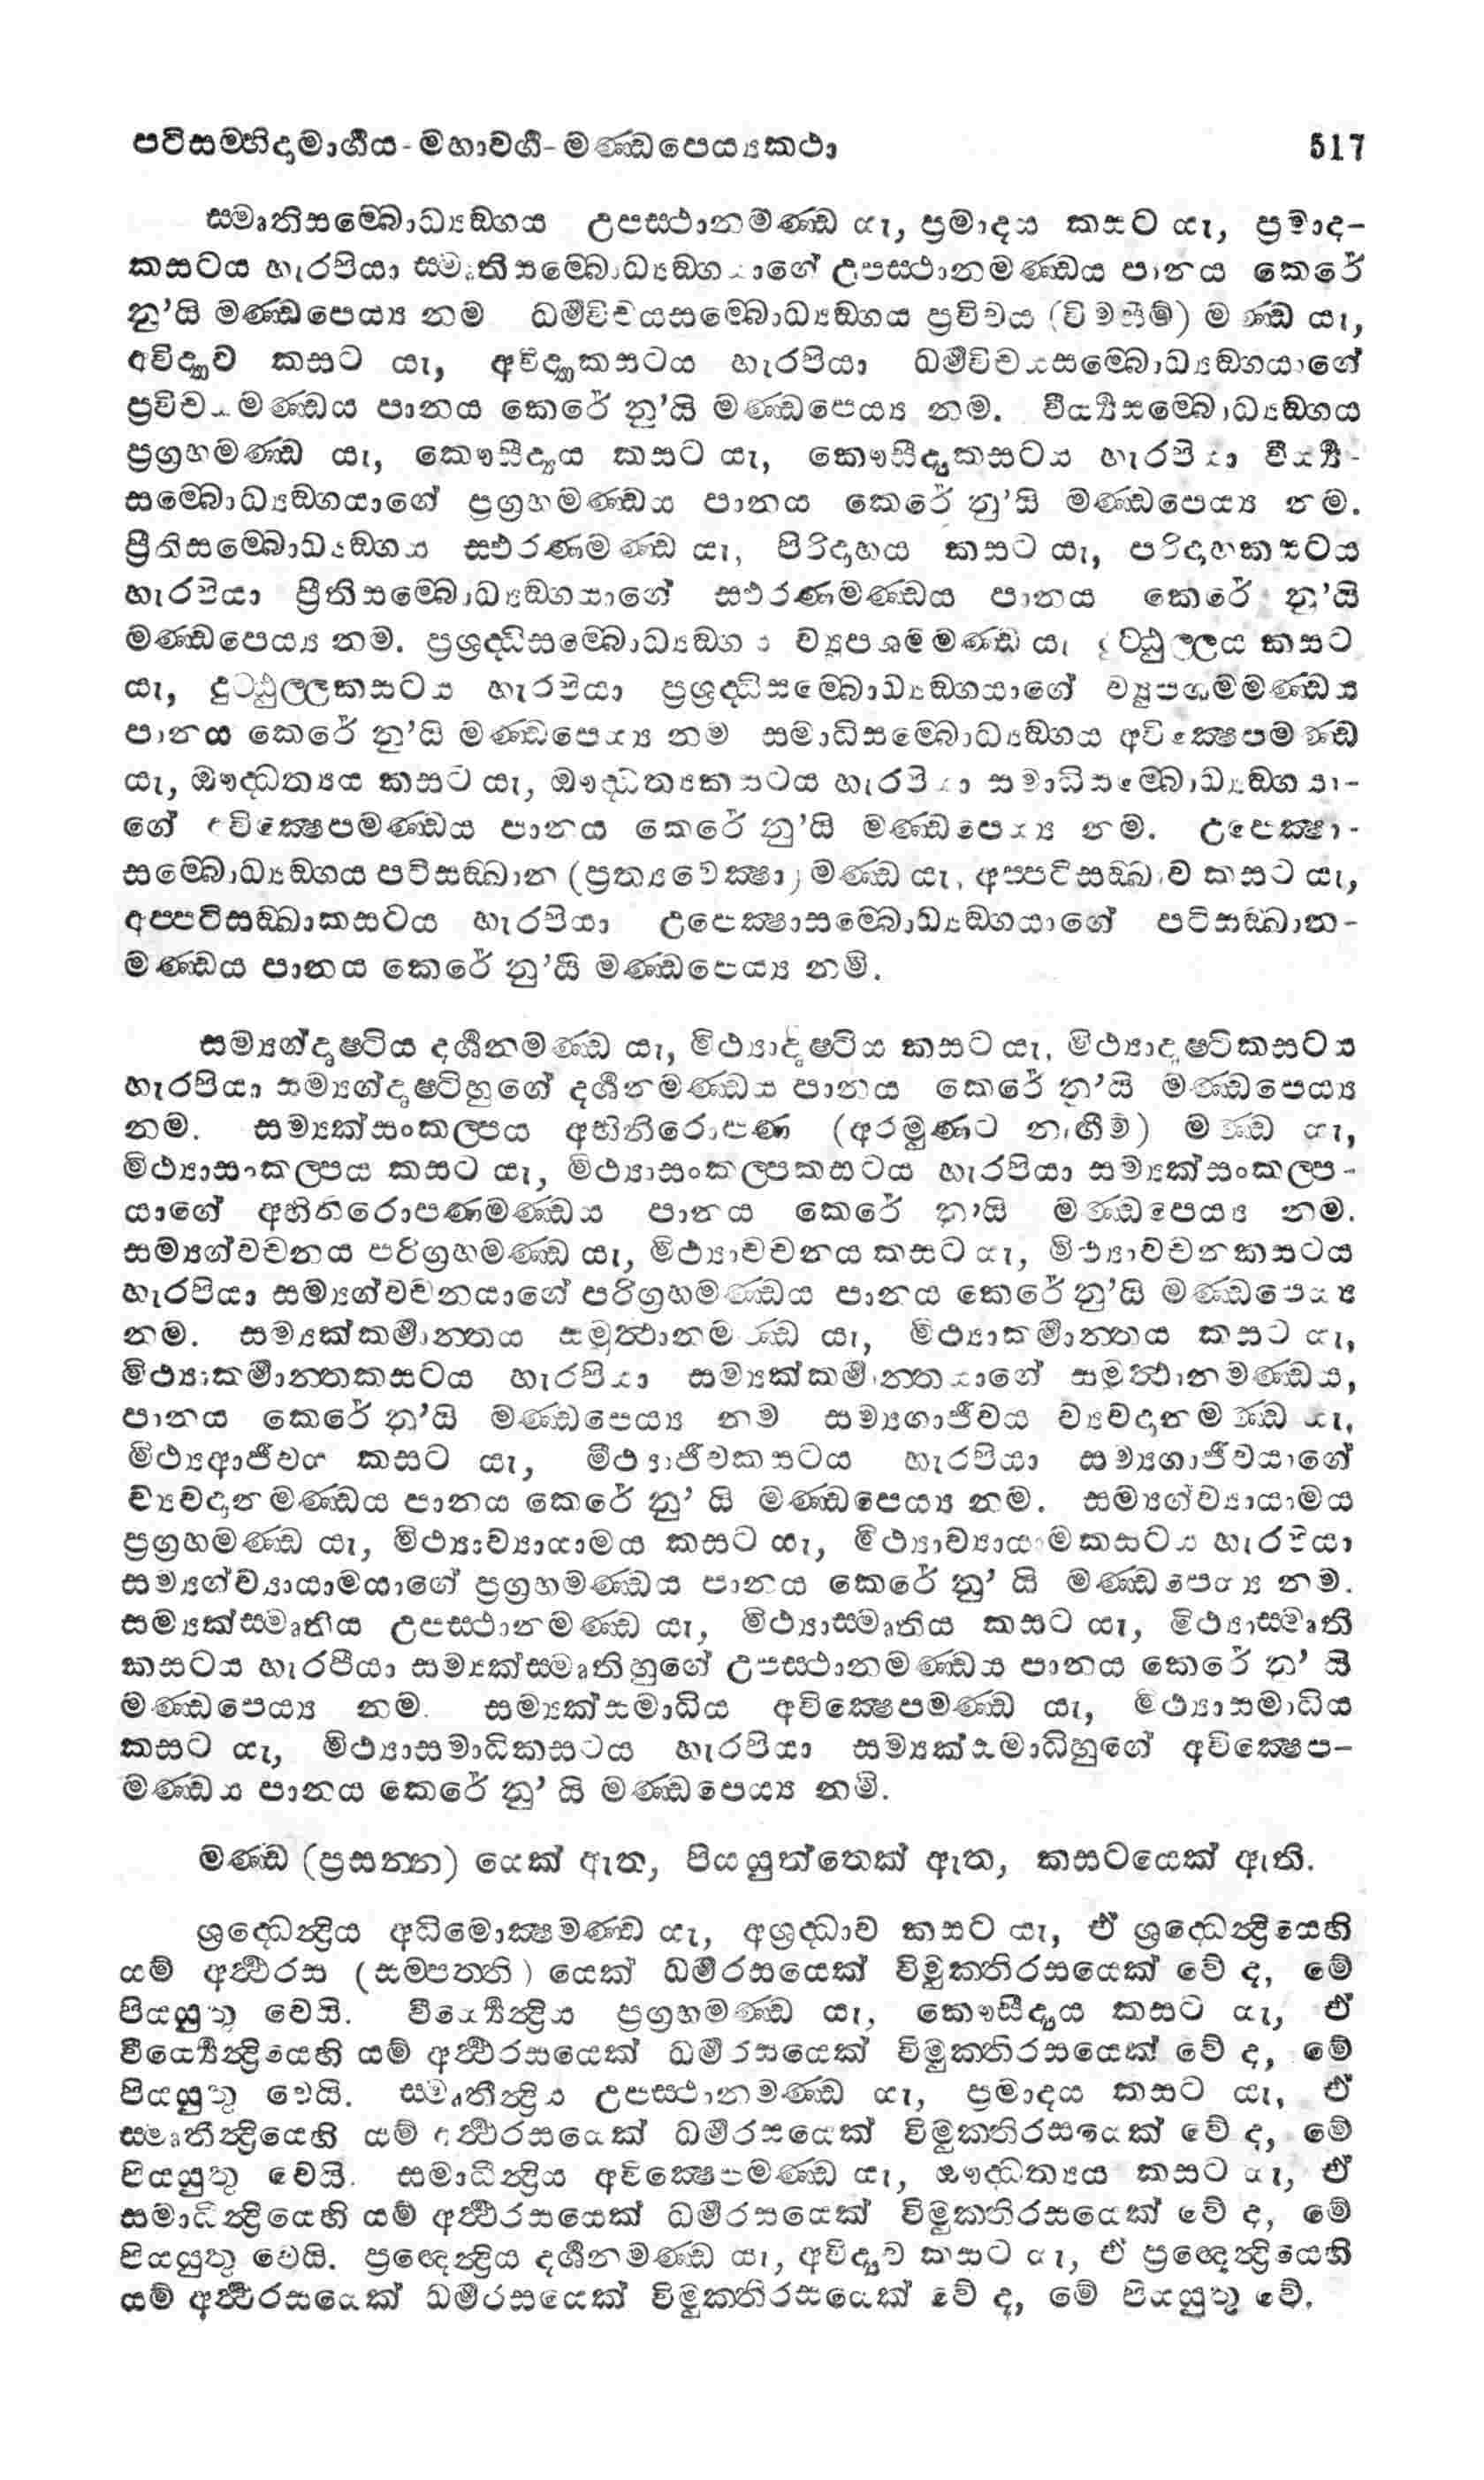 පටිසම්භිදාමාර්ගය - මහාවර්ග - මණ්ඩපෙය්‍යකථා 517
ස්මෘතිසම්බොධ්‍යඞ්ගය උපස්ථානමණ්ඩ යැ, ප්‍රමාදය කසට යැ, ප්‍රමාද-
කසටය හැරපියා ස්මෘතිසම්බොධ්‍යඞ්ගයාගේ උපස්ථානමණ්ඩය පානය කෙරේ
නු'යි මණ්ඩපෙය්‍ය නම. ධර්මවිචයසම්බොධ්‍යඞ්ගය ප්‍රවිචය (විමසීම්) මණ්ඩ යැ,
අවිද්‍යාව කසට යැ, අවිද්‍යාකසටය හැරපියා ධර්මවිචයසම්බොධ්‍යඞ්ගයාගේ
ප්‍රවිචයමණ්ඩය පානය කෙරේ නු'යි මණ්ඩපෙය්‍ය නම. වීර්‍ය්‍යසම්බොධ්‍යඞ්ගය
ප්‍රග්‍රහමණ්ඩ යැ, කෞසීද්‍යය කසට යැ, කෞසීද්‍යකසටය හැරපියා වීර්‍ය්‍ය-
සම්බොධ්‍යඞ්ගයාගේ ප්‍රග්‍රහමණ්ඩය පානය කෙරේ නු'යි මණ්ඩපෙය්‍ය නම.
ප්‍රීතිසම්බොධ්‍යඞ්ගය ස්ඵරණමණ්ඩ යැ, පිරිදාහය කසට යැ, පරිදාහකසටය
හැරපියා ප්‍රීතිසම්බොධ්‍යඞ්ගයාගේ ස්ඵරණමණ්ඩය පානය කෙරේ නු'යි
මණ්ඩපෙය්‍ය නම. ප්‍රශ්‍රබ්ධිසම්බොධ්‍යඞ්ගය ව්‍යුපශමමණ්ඩ යැ දුට්ඨුල්ලය කසට
යැ, දුට්ඨුල්ලකසටය හැරපියා ප්‍රශ්‍රබ්ධිසම්බොධ්‍යඞ්ගයාගේ ව්‍යුපශමමණ්ඩය
පානය කෙරේ නු'යි මණ්ඩපෙය්‍ය නම සමාධිසම්බොධ්‍යඞ්ගය අවික්‍ෂෙපමණ්ඩ
යැ, ඖද්ධත්‍යය කසට යැ, ඖද්ධත්‍යකසටය හැරපියා සමාධිසම්බොධ්‍යඞ්ගයා-
ගේ අවික්‍ෂෙපමණ්ඩය පානය කෙරේ නු'යි මණ්ඩපෙය්‍ය නම. උපෙක්‍ෂා-
සම්බොධ්‍යඞ්ගය පටිසඞ්ඛාන (ප්‍රත්‍යවේක්‍ෂා) මණ්ඩ යැ, අප්පටිසඞ්ඛාව කසට යැ,
අප්පටිසඞ්ඛාකසටය හැරපියා උපෙක්‍ෂාසම්බොධ්‍යඞ්ගයාගේ පටිසඞ්ඛාන-
මණ්ඩය පානය කෙරේ නු'යි මණ්ඩපෙය්‍ය නමි.
සම්‍යග්දෘෂ්ටිය දර්ශනමණ්ඩ යැ, මිථ්‍යාදෘෂ්ටිය කසට යැ, මිථ්‍යාදෘෂ්ටිකසටය
හැරපියා සම්‍යග්දෘෂ්ටිහුගේ දර්ශනමණ්ඩය පානය කෙරේ නු'යි මණ්ඩපෙය්‍ය
නම. සම්‍යක්සංකල්පය අභිනිරොපණ (අරමුණට නැඟීම්) මණ්ඩ යැ,
මිථ්‍යාසංකල්පය කසට යැ, මිථ්‍යාසංකල්පකසටය හැරපියා සම්‍යක්සංකල්ප-
යාගේ අභිනිරොපණමණ්ඩය පානය කෙරේ නු'යි මණ්ඩපෙය්‍ය නම.
සම්‍යග්වචනය පරිග්‍රහමණ්ඩ යැ, මිථ්‍යාවචනය කසට යැ, මිථ්‍යාවචනකසටය
හැරපියා සම්‍යග්වචනයාගේ පරිග්‍රහමණ්ඩය පානය කෙරේ නු'යි මණ්ඩපෙය්‍ය
නම. සම්‍යක්කර්මාන්තය සමුත්ථානමණ්ඩ යැ, මිථ්‍යාකර්මාන්තය කසට යැ,
මිථ්‍යාකර්මාන්තකසටය හැරපියා සම්‍යක්කර්මාන්තයාගේ සමුත්ථානමණ්ඩය,
පානය කෙරේ නු'යි මණ්ඩපෙය්‍ය නම සම්‍යගාජීවය ව්‍යවදානමණ්ඩ යැ,
මිථ්‍යආජීවය කසට යැ, මිථ්‍යාජීවකසටය හැරපියා සම්‍යගාජීවයාගේ
ව්‍යවදානමණ්ඩය පානය කෙරේ නු' යි මණ්ඩපෙය්‍ය නම. සම්‍යග්ව්‍යායාමය
ප්‍රග්‍රහමණ්ඩ යැ, මිථ්‍යාව්‍යායාමය කසට යැ, මිථ්‍යාව්‍යායාමකසටය හැරපියා
සම්‍යග්ව්‍යායාමයාගේ ප්‍රග්‍රහමණ්ඩය පානය කෙරේ නු' යි මණ්ඩපෙය්‍ය නම.
සම්‍යක්ස්මෘතිය උපස්ථානමණ්ඩ යැ, මිථ්‍යාස්මෘතිය කසට යැ, මිථ්‍යාස්මෘති
කසටය හැරපියා සම්‍යක්ස්මෘතිහුගේ උපස්ථානමණ්ඩය පානය කෙරේ නු' යි
මණ්ඩපෙය්‍ය නම. සම්‍යක්සමාධිය අවික්‍ෂෙපමණ්ඩ යැ, මිථ්‍යාසමාධිය
කසට යැ, මිථ්‍යාසමාධිකසටය හැරපියා සම්‍යක්සමාධිහුගේ අවික්‍ෂෙප-
මණ්ඩය පානය කෙරේ නු' යි මණ්ඩපෙය්‍ය නමි.
මණ්ඩ (ප්‍රසන්න) යෙක් ඇත, පියයුත්තෙක් ඇත, කසටයෙක් ඇති.
ශ්‍රද්ධෙන්ද්‍රිය අධිමොක්‍ෂමණ්ඩ යැ, අශ්‍රද්ධාව කසට යැ, ඒ ශ්‍රද්ධෙන්ද්‍රියෙහි
යම් අර්ත්‍ථරස (සම්පත්ති) යෙක් ධර්මරසයෙක් විමුක්තිරසයෙක් වේ ද, මේ
පියයුතු වෙයි. වීර්‍ය්‍යෙන්ද්‍රිය ප්‍රග්‍රහමණ්ඩ යැ, කෞසීද්‍යය කසට යැ, ඒ
වීර්‍ය්‍යෙන්ද්‍රියෙහි යම් අර්ත්‍ථරසයෙක් ධර්මරසයෙක් විමුක්තිරසයෙක් වේ ද, මේ
පියයුතු වෙයි. ස්මෘතීන්ද්‍රිය උපස්ථානමණ්ඩ යැ, ප්‍රමාදය කසට යැ, ඒ
ස්මෘතීන්ද්‍රියෙහි යම් අර්ත්‍ථරසයෙක් ධර්මරසයෙක් විමුක්තිරසයෙක් වේ ද, මේ
පියයුතු වෙයි. සමාධීන්ද්‍රිය අවික්‍ෂෙපමණ්ඩ යැ, ඖද්ධත්‍යය කසට යැ, ඒ
සමාධීන්ද්‍රියෙහි යම් අර්ත්‍ථරසයෙක් ධර්මරසයෙක් විමුක්තිරසයෙක් වේ ද, මේ
පියයුතු වෙයි. ප්‍රඥෙන්ද්‍රිය දර්ශනමණ්ඩ යැ, අවිද්‍යාව කසට යැ, ඒ ප්‍රඥෙන්ද්‍රියෙහි
යම් අර්ත්‍ථරසයෙක් ධර්මරසයෙක් විමුක්තිරසයෙක් වේ ද, මේ පියයුතු වේ.